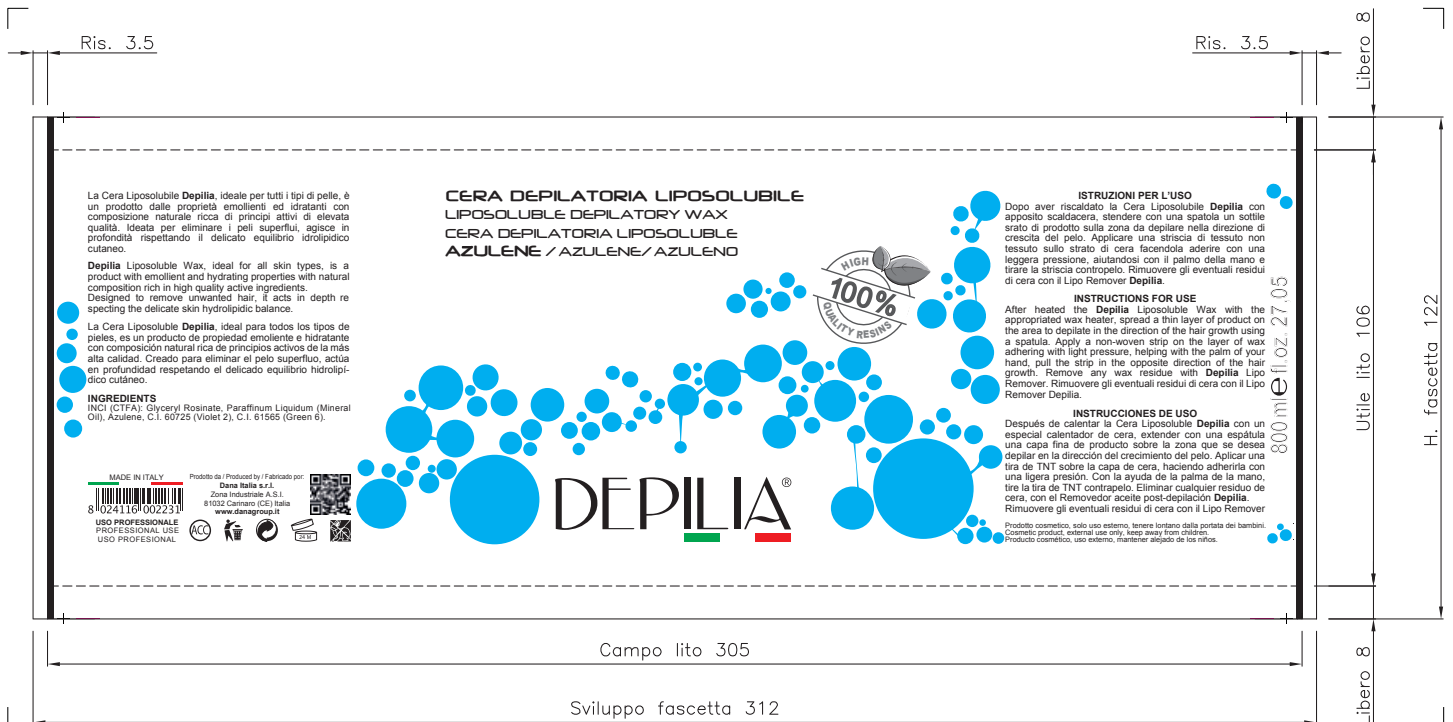 Ris. 3.5
Ris. 3.5
Libero 8
La Cera Liposolubile Depilia, ideale per tutti i tipi di pelle, è
un prodotto dalle proprietà emollienti ed idratanti con
composizione naturale ricca di principi attivi di elevata
qualità. Ideata per eliminare i peli superflui, agisce in
profondità rispettando il delicato equilibrio idrolipidico
cutaneo.
Depilia Liposoluble Wax, ideal for all skin types, is a
product with emollient and hydrating properties with natural
composition rich in high quality active ingredients.
Designed to remove unwanted hair, it acts in depth re
specting the delicate skin hydrolipidic balance.
La Cera Liposoluble Depilia, ideal para todos los tipos de
pieles, es un producto de propiedad emoliente e hidratante
con composición natural rica de principios activos de la más
alta calidad. Creado para eliminar el pelo superfluo, actúa
en profundidad respetando el delicado equilibrio hidrolipí-
dico cutáneo.
INGREDIENTS
INCI (CTFA): Glyceryl Rosinate, Paraffinum Liquidum (Mineral
Oil), Azulene, C.I. 60725 (Violet 2), C.I. 61565 (Green 6).
MADE IN ITALY
8 024116 002231
USO PROFESSIONALE
PROFESSIONAL USE
USO PROFESIONAL
Prodotto da / Produced by / Fabricado por:
Dana Italia s.r.l.
Zona Industriale A.S.I.
81032 Carinaro (CE) Italia
www.danagroup.it
ACC
24 M
CERA DEPILATORIA LIPOSOLUBILE
LIPOSOLUBLE DEPILATORY WAX
CERA DEPILATORIA LIPOSOLUBLE
AZULENE / AZULENE/ AZULENO
HIGH
100%
QUALITY RESINS
DEPILIA®
ISTRUZIONI PER L'USO
Dopo aver riscaldato la Cera Liposolubile Depilia con
apposito scaldacera, stendere con una spatola un sottile
srato di prodotto sulla zona da depilare nella direzione di
crescita del pelo. Applicare una striscia di tessuto non
tessuto sullo strato di cera facendola aderire con una
leggera pressione, aiutandosi con il palmo della mano e
tirare la striscia contropelo. Rimuovere gli eventuali residui
di cera con il Lipo Remover Depilia.
INSTRUCTIONS FOR USE
After heated the Depilia Liposoluble Wax with the
appropriated wax heater, spread a thin layer of product on
the area to depilate in the direction of the hair growth using
a spatula. Apply a non-woven strip on the layer of wax
adhering with light pressure, helping with the palm of your
hand, pull the strip in the opposite direction of the hair
growth. Remove any wax residue with Depilia Lipo
Remover. Rimuovere gli eventuali residui di cera con il Lipo
Remover Depilia.
INSTRUCCIONES DE USO
Después de calentar la Cera Liposoluble Depilia con un
especial calentador de cera, extender con una espátula
una capa fina de producto sobre la zona que se desea
depilar en la dirección del crecimiento del pelo. Aplicar una
tira de TNT sobre la capa de cera, haciendo adherirla con
una ligera presión. Con la ayuda de la palma de la mano,
tire la tira de TNT contrapelo. Eliminar cualquier residuo de
cera, con el Removedor aceite post-depilación Depilia.
Rimuovere gli eventuali residui di cera con il Lipo Remover
Prodotto cosmetico, solo uso esterno, tenere lontano dalla portata dei bambini.
Cosmetic product, external use only, keep away from children.
Producto cosmético, uso externo, mantener alejado de los niños.
800 ml e fl.oz. 27,05
Utile lito 106
H. fascetta 122
Campo lito 305
Sviluppo fascetta 312
Libero 8